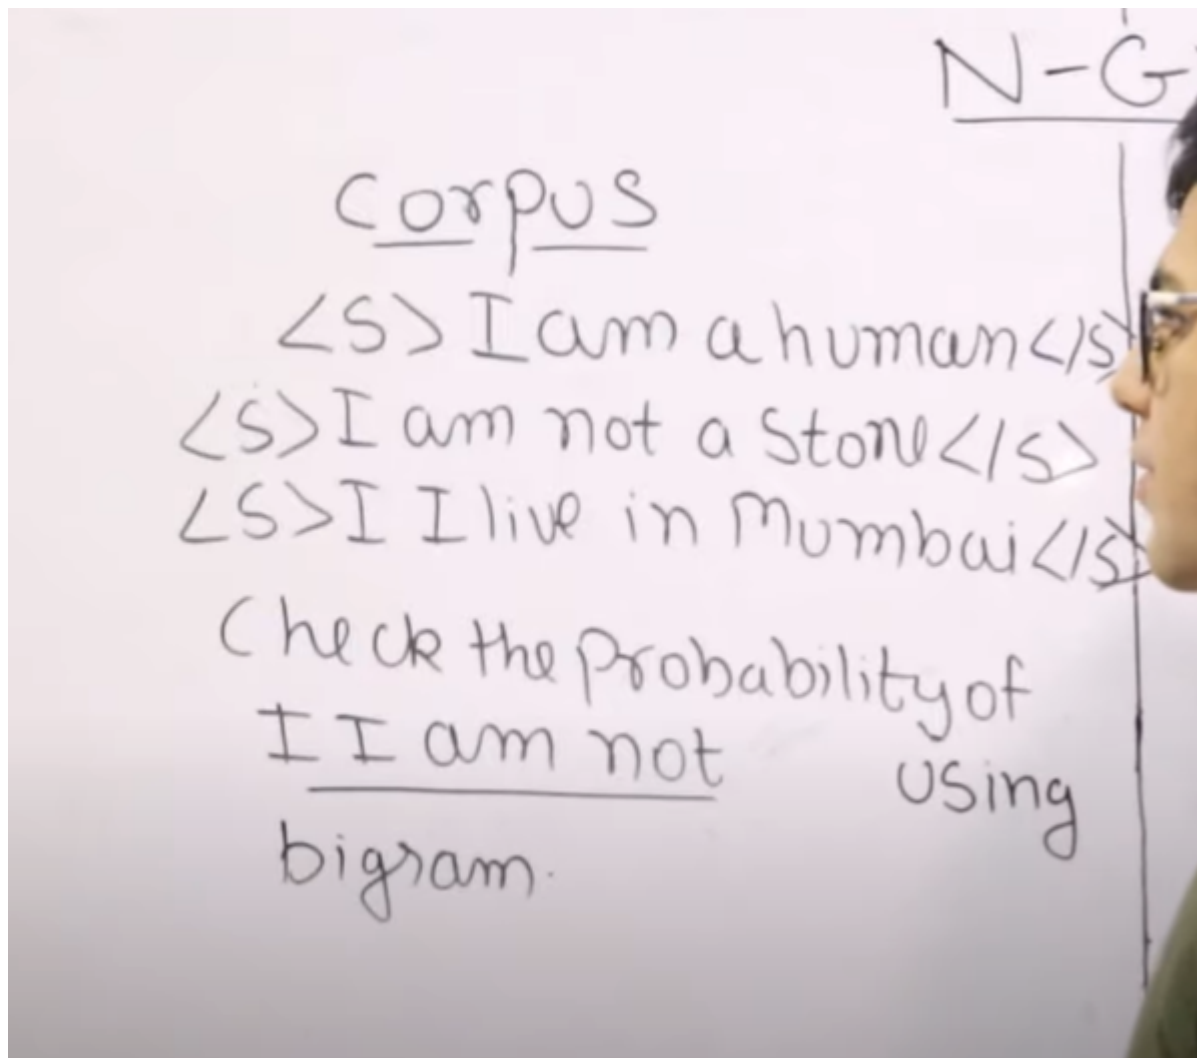 N-G
Corpus
<S> I am a human </S>
<S> I am not a Stone </S>
<S> I I live in Mumbai </S>
Check the Probability of
I I am not using
bigram.